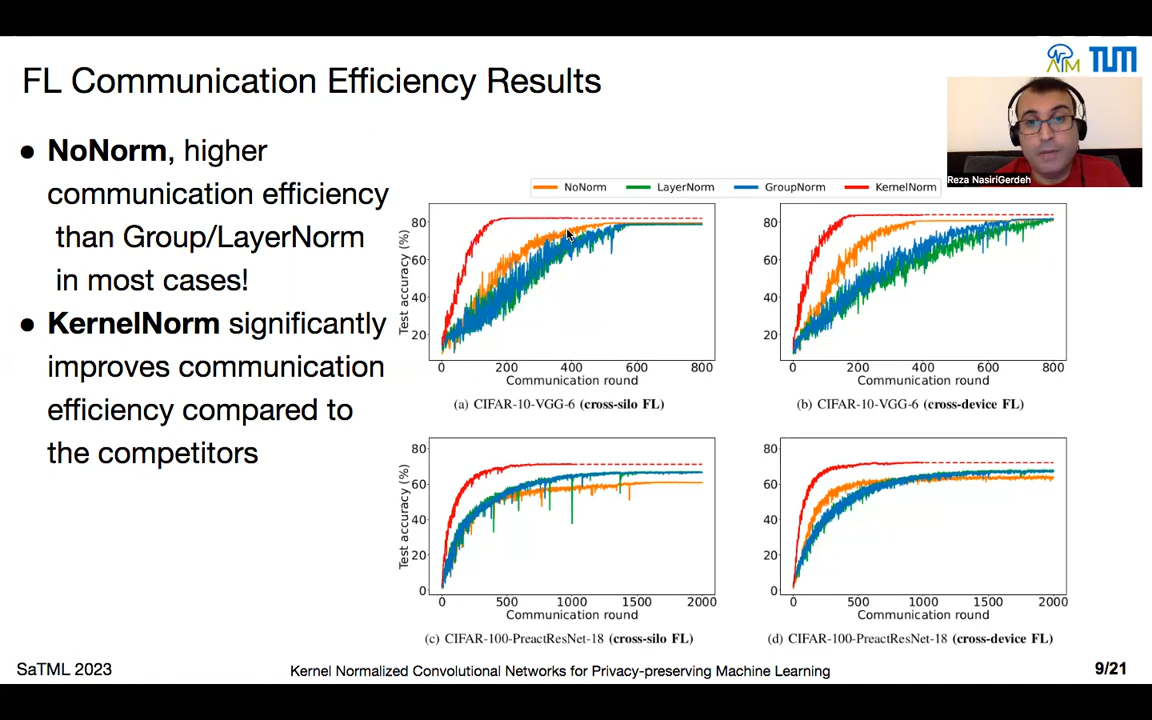 FL Communication Efficiency Results
AIM TUM
Reza NasiriGerdeh
● NoNorm, higher
communication efficiency
than Group/LayerNorm
in most cases!
● KernelNorm significantly
improves communication
efficiency compared to
the competitors
NoNorm LayerNorm GroupNorm KernelNorm
Test accuracy (%)
80
60
40
20
0 200 400 600 800
Communication round
(a) CIFAR-10-VGG-6 (cross-silo FL)
80
60
40
20
0 200 400 600 800
Communication round
(b) CIFAR-10-VGG-6 (cross-device FL)
Test accuracy (%)
80
60
40
20
0
0 500 1000 1500 2000
Communication round
(c) CIFAR-100-PreactResNet-18 (cross-silo FL)
80
60
40
20
0
0 500 1000 1500 2000
Communication round
(d) CIFAR-100-PreactResNet-18 (cross-device FL)
SaTML 2023
Kernel Normalized Convolutional Networks for Privacy-preserving Machine Learning
9/21